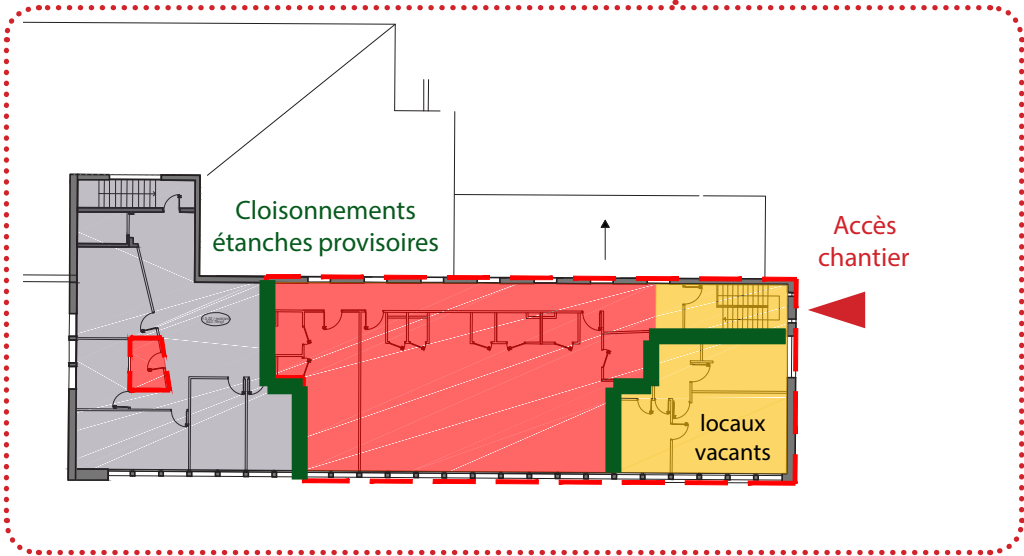 Cloisonnements
étanches provisoires
Accès
chantier
locaux
vacants